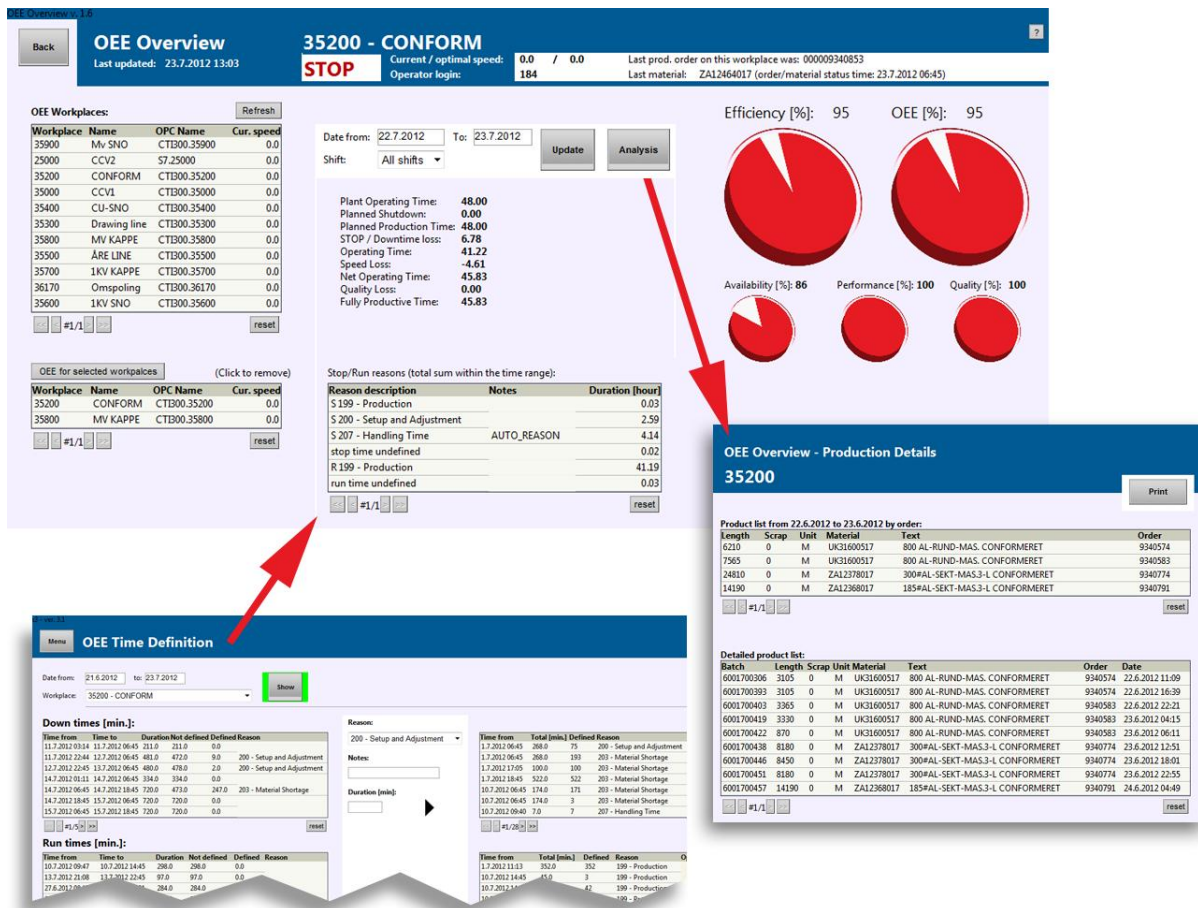 OEE Overview v. 1.6
Back
OEE Overview
Last updated: 23.7.2012 13:03
35200 - CONFORM
STOP
Current / optimal speed: 0.0 / 0.0
Operator login: 184
Last prod. order on this workplace was: 000009340853
Last material: ZA12464017 (order/material status time: 23.7.2012 06:45)
?
OEE Workplaces:
Refresh
Workplace Name OPC Name Cur. speed
35900 Mv SNO CTI300.35900 0.0
25000 CCV2 S7.25000 0.0
35200 CONFORM CTI300.35200 0.0
35000 CCV1 CTI300.35000 0.0
35400 CU-SNO CTI300.35400 0.0
35300 Drawing line CTI300.35300 0.0
35800 MV KAPPE CTI300.35800 0.0
35500 ÅRE LINE CTI300.35500 0.0
35700 1KV KAPPE CTI300.35700 0.0
36170 Omspoling CTI300.36170 0.0
35600 1KV SNO CTI300.35600 0.0
<< < #1/1 > >> reset
OEE for selected workpalces (Click to remove)
Workplace Name OPC Name Cur. speed
35200 CONFORM CTI300.35200 0.0
35800 MV KAPPE CTI300.35800 0.0
<< < #1/1 > >> reset
Date from: 22.7.2012 To: 23.7.2012
Shift: All shifts
Update
Analysis
Plant Operating Time: 48.00
Planned Shutdown: 0.00
Planned Production Time: 48.00
STOP / Downtime loss: 6.78
Operating Time: 41.22
Speed Loss: -4.61
Net Operating Time: 45.83
Quality Loss: 0.00
Fully Productive Time: 45.83
Stop/Run reasons (total sum within the time range):
Reason description Notes Duration [hour]
S 199 - Production 0.03
S 200 - Setup and Adjustment 2.59
S 207 - Handling Time AUTO_REASON 4.14
stop time undefined 0.02
R 199 - Production 41.19
run time undefined 0.03
<< < #1/1 > >> reset
Efficiency [%]: 95 OEE [%]: 95
Availability [%]: 86 Performance [%]: 100 Quality [%]: 100
OEE Overview - Production Details
35200
Print
Product list from 22.6.2012 to 23.6.2012 by order:
Length Scrap Unit Material Text Order
6210 0 M UK31600517 800 AL-RUND-MAS. CONFORMERET 9340574
7565 0 M UK31600517 800 AL-RUND-MAS. CONFORMERET 9340583
24810 0 M ZA12378017 300#AL-SEKT-MAS.3-L CONFORMERET 9340774
14190 0 M ZA12368017 185#AL-SEKT-MAS.3-L CONFORMERET 9340791
<< < #1/1 > >> reset
Detailed product list:
Batch Length Scrap Unit Material Text Order Date
6001700306 3105 0 M UK31600517 800 AL-RUND-MAS. CONFORMERET 9340574 22.6.2012 11:09
6001700393 3105 0 M UK31600517 800 AL-RUND-MAS. CONFORMERET 9340574 22.6.2012 16:39
6001700403 3365 0 M UK31600517 800 AL-RUND-MAS. CONFORMERET 9340583 22.6.2012 22:21
6001700419 3330 0 M UK31600517 800 AL-RUND-MAS. CONFORMERET 9340583 23.6.2012 04:15
6001700422 870 0 M UK31600517 800 AL-RUND-MAS. CONFORMERET 9340583 23.6.2012 06:11
6001700438 8180 0 M ZA12378017 300#AL-SEKT-MAS.3-L CONFORMERET 9340774 23.6.2012 12:51
6001700446 8450 0 M ZA12378017 300#AL-SEKT-MAS.3-L CONFORMERET 9340774 23.6.2012 18:01
6001700451 8180 0 M ZA12378017 300#AL-SEKT-MAS.3-L CONFORMERET 9340774 23.6.2012 22:55
6001700457 14190 0 M ZA12368017 185#AL-SEKT-MAS.3-L CONFORMERET 9340791 24.6.2012 04:49
<< < #1/1 > >> reset
Menu
OEE Time Definition
Date from: 21.6.2012 to: 23.7.2012
Workplace: 35200 - CONFORM
Show
Down times [min.]:
Time from Time to Duration Not defined Defined Reason
11.7.2012 03:14 11.7.2012 06:45 211.0 211.0 0.0
11.7.2012 22:44 12.7.2012 06:45 481.0 472.0 9.0 200 - Setup and Adjustment
12.7.2012 22:45 13.7.2012 06:45 480.0 478.0 2.0 200 - Setup and Adjustment
14.7.2012 01:11 14.7.2012 06:45 334.0 334.0 0.0
14.7.2012 06:45 14.7.2012 18:45 720.0 473.0 247.0 203 - Material Shortage
14.7.2012 18:45 15.7.2012 06:45 720.0 720.0 0.0
15.7.2012 06:45 15.7.2012 18:45 720.0 720.0 0.0
#1/5 > >> reset
Reason:
200 - Setup and Adjustment
Notes:
Duration [min]:
Time from Total [min.] Defined Reason
1.7.2012 06:45 268.0 75 200 - Setup and Adjustment
1.7.2012 06:45 268.0 193 203 - Material Shortage
1.7.2012 17:05 100.0 100 203 - Material Shortage
1.7.2012 18:45 522.0 522 203 - Material Shortage
10.7.2012 06:45 174.0 171 203 - Material Shortage
10.7.2012 06:45 174.0 3 203 - Material Shortage
10.7.2012 09:40 7.0 7 207 - Handling Time
#1/28 > >>
Run times [min.]:
Time from Time to Duration Not defined Defined Reason
10.7.2012 09:47 10.7.2012 14:45 298.0 298.0 0.0
13.7.2012 21:08 13.7.2012 22:45 97.0 97.0 0.0
27.6.2012 284.0 284.0
Time from Total [min.] Defined Reason
1.7.2012 11:13 352.0 352 199 - Production
10.7.2012 14:45 3 199 - Production
42 199 - Production